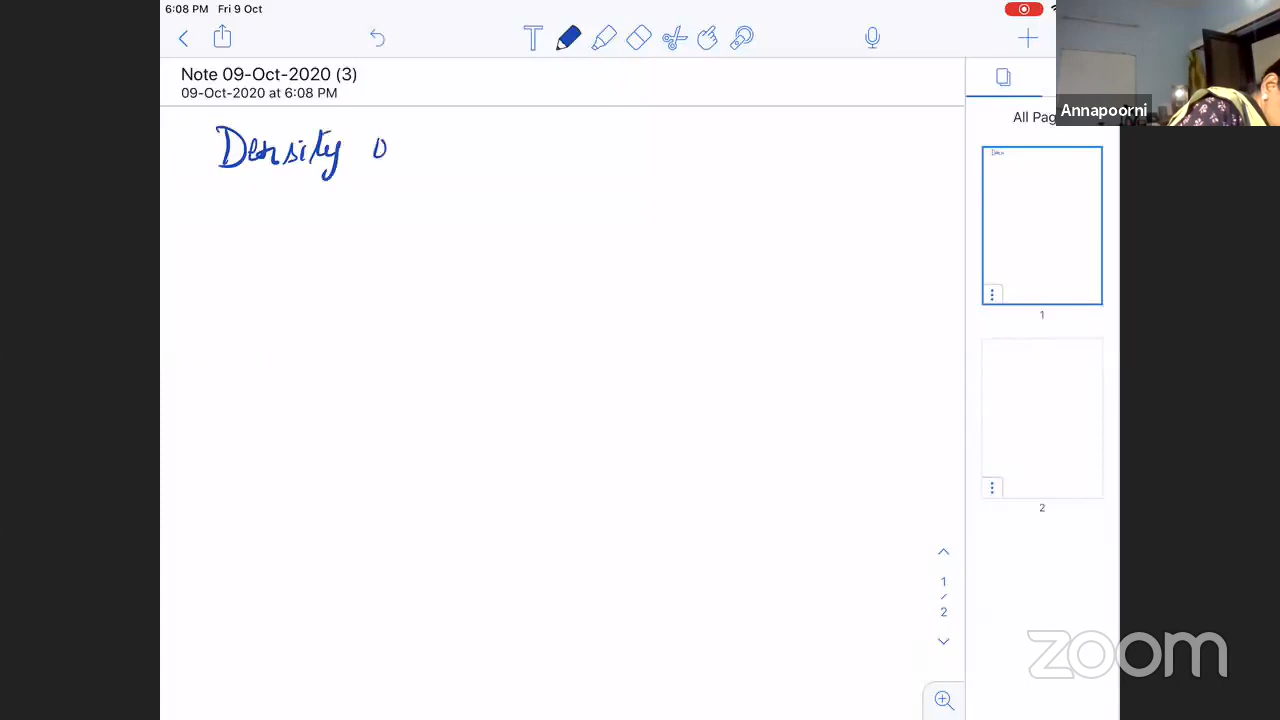 6:08 PM Fri 9 Oct
Note 09-Oct-2020 (3)
09-Oct-2020 at 6:08 PM
Annapoorni
All Pag
Density o
1
2
1
2
zoom